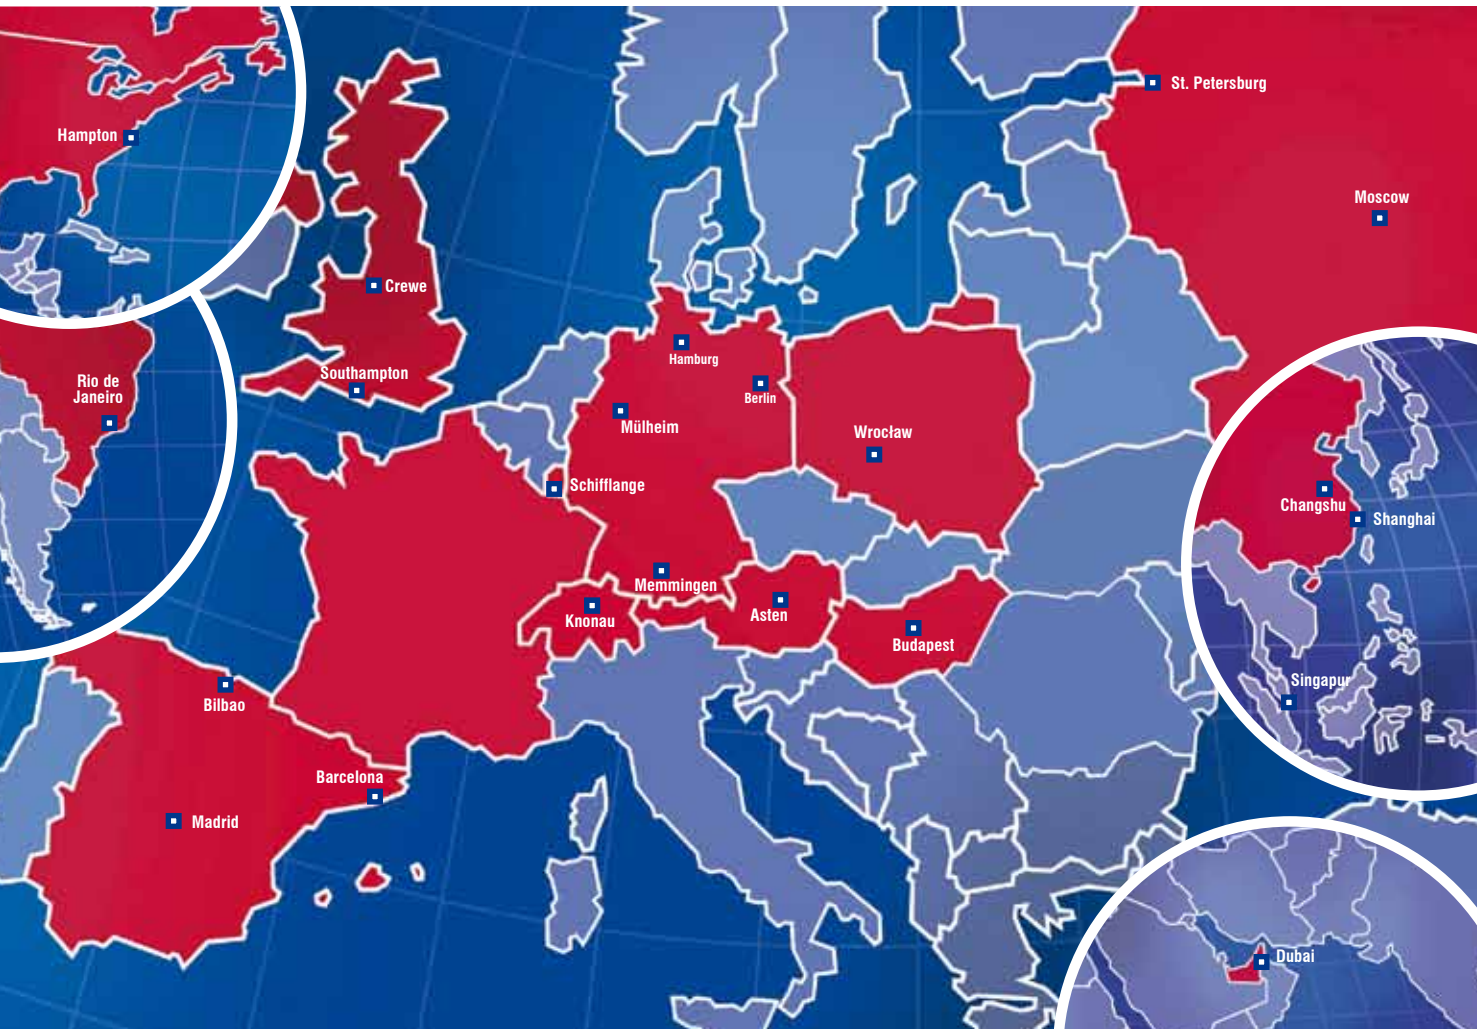 St. Petersburg
Hampton
Moscow
Crewe
Hamburg
Southampton
Rio de
Janeiro
Berlin
Mülheim
Wrocław
Schifflange
Changshu
Shanghai
Memmingen
Knonau
Asten
Budapest
Singapur
Bilbao
Barcelona
Madrid
Dubai